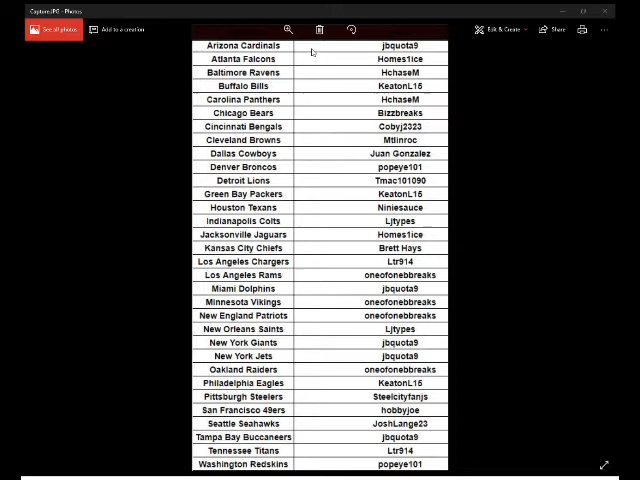 Capture.JPG - Photos
See all photos
Add to a creation
Edit & Create
Share
Arizona Cardinals jbquota9
Atlanta Falcons Homes1ice
Baltimore Ravens HchaseM
Buffalo Bills KeatonL15
Carolina Panthers HchaseM
Chicago Bears Bizzbreaks
Cincinnati Bengals Cobyj2323
Cleveland Browns Mtlinroc
Dallas Cowboys Juan Gonzalez
Denver Broncos popeye101
Detroit Lions Tmac101090
Green Bay Packers KeatonL15
Houston Texans Niniesauce
Indianapolis Colts Ljtypes
Jacksonville Jaguars Homes1ice
Kansas City Chiefs Brett Hays
Los Angeles Chargers Ltr914
Los Angeles Rams oneofonebbreaks
Miami Dolphins jbquota9
Minnesota Vikings oneofonebbreaks
New England Patriots oneofonebbreaks
New Orleans Saints Ljtypes
New York Giants jbquota9
New York Jets jbquota9
Oakland Raiders oneofonebbreaks
Philadelphia Eagles KeatonL15
Pittsburgh Steelers Steelcityfanjs
San Francisco 49ers hobbyjoe
Seattle Seahawks JoshLange23
Tampa Bay Buccaneers jbquota9
Tennessee Titans Ltr914
Washington Redskins popeye101